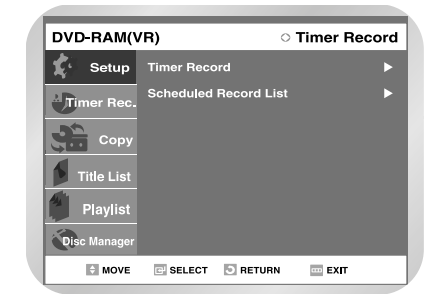 DVD-RAM(VR) Timer Record
Setup
Timer Rec.
Copy
Title List
Playlist
Disc Manager
Timer Record ►
Scheduled Record List ►
MOVE SELECT RETURN EXIT